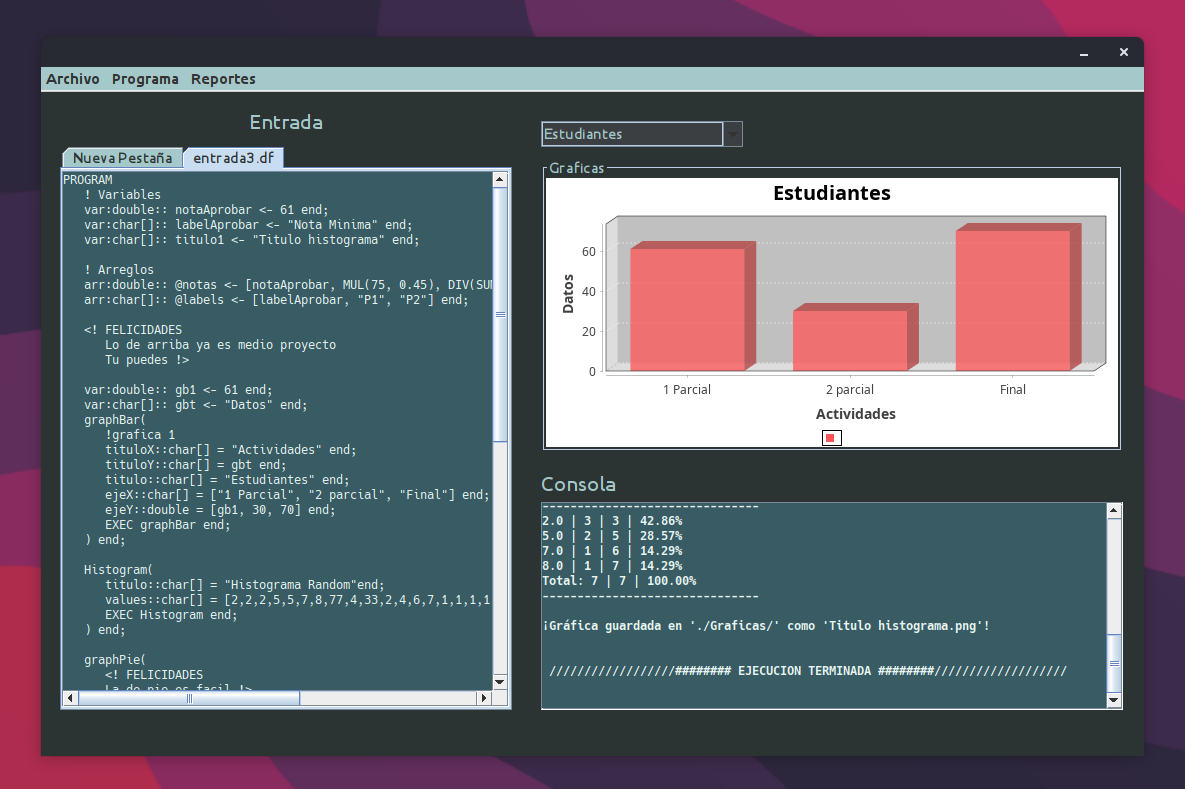 Archivo Programa Reportes
Entrada
Nueva Pestaña entrada3.df
PROGRAM
! Variables
var:double:: notaAprobar <- 61 end;
var:char[]:: labelAprobar <- "Nota Minima" end;
var:char[]:: titulo1 <- "Titulo histograma" end;
! Arreglos
arr:double:: @notas <- [notaAprobar, MUL(75, 0.45), DIV(SU
arr:char[]:: @labels <- [labelAprobar, "P1", "P2"] end;
<! FELICIDADES
Lo de arriba ya es medio proyecto
Tu puedes !>
var:double:: gb1 <- 61 end;
var:char[]:: gbt <- "Datos" end;
graphBar(
!grafica 1
tituloX::char[] = "Actividades" end;
tituloY::char[] = gbt end;
titulo::char[] = "Estudiantes" end;
ejeX::char[] = ["1 Parcial", "2 parcial", "Final"] end;
ejeY::double = [gb1, 30, 70] end;
EXEC graphBar end;
) end;
Histogram(
titulo::char[] = "Histograma Random"end;
values::char[] = [2,2,2,5,5,7,8,77,4,33,2,4,6,7,1,1,1,1
EXEC Histogram end;
) end;
graphPie(
<! FELICIDADES
La de pie es facil !>
Estudiantes
Graficas
Estudiantes
Datos
60
40
20
0
1 Parcial 2 parcial Final
Actividades
Consola
-------------------------------
2.0 | 3 | 3 | 42.86%
5.0 | 2 | 5 | 28.57%
7.0 | 1 | 6 | 14.29%
8.0 | 1 | 7 | 14.29%
Total: 7 | 7 | 100.00%
-------------------------------
¡Gráfica guardada en './Graficas/' como 'Titulo histograma.png'!
//////////////////######## EJECUCION TERMINADA ########///////////////////